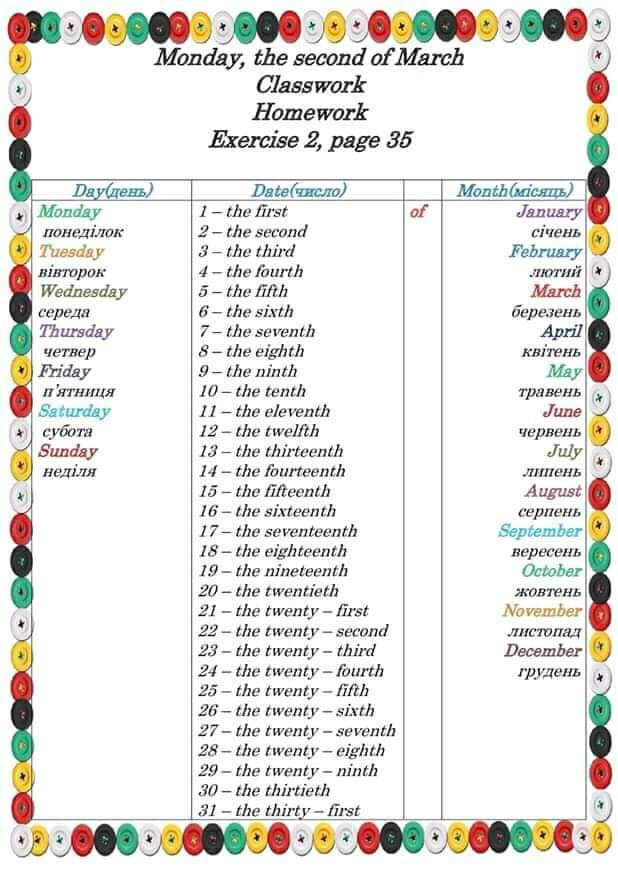 Monday, the second of March
Classwork
Homework
Exercise 2, page 35
Day(день) Date(число) Month(місяць)
Monday 1 – the first of January
понеділок 2 – the second січень
Tuesday 3 – the third February
вівторок 4 – the fourth лютий
Wednesday 5 – the fifth March
середа 6 – the sixth березень
Thursday 7 – the seventh April
четвер 8 – the eighth квітень
Friday 9 – the ninth May
п’ятниця 10 – the tenth травень
Saturday 11 – the eleventh June
субота 12 – the twelfth червень
Sunday 13 – the thirteenth July
неділя 14 – the fourteenth липень
15 – the fifteenth August
16 – the sixteenth серпень
17 – the seventeenth September
18 – the eighteenth вересень
19 – the nineteenth October
20 – the twentieth жовтень
21 – the twenty – first November
22 – the twenty – second листопад
23 – the twenty – third December
24 – the twenty – fourth грудень
25 – the twenty – fifth
26 – the twenty – sixth
27 – the twenty – seventh
28 – the twenty – eighth
29 – the twenty – ninth
30 – the thirtieth
31 – the thirty – first